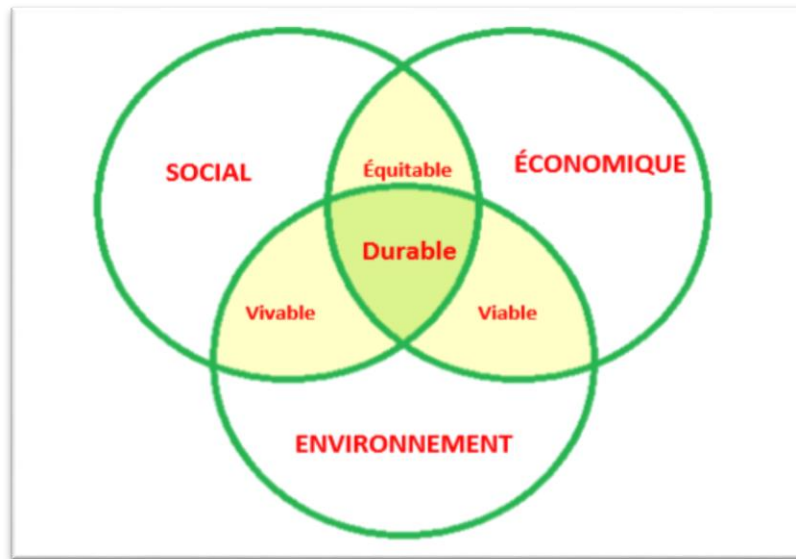 SOCIAL
ÉCONOMIQUE
Équitable
Durable
Vivable
Viable
ENVIRONNEMENT